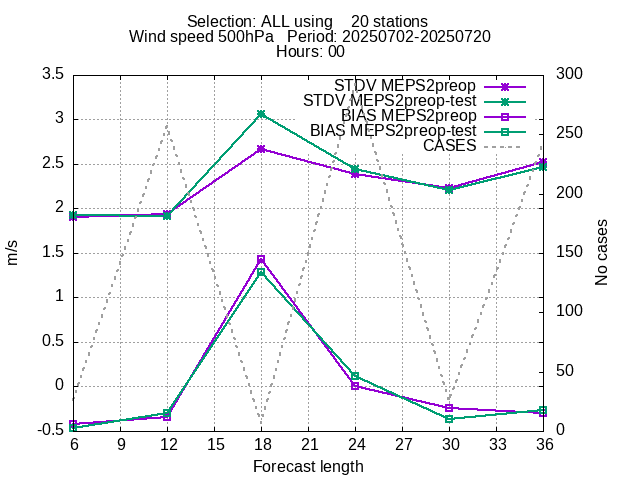 Selection: ALL using    20 stations
Wind speed 500hPa   Period: 20250702-20250720
Hours: 00
STDV MEPS2preop
STDV MEPS2preop-test
BIAS MEPS2preop
BIAS MEPS2preop-test
CASES
3.5
3
2.5
2
1.5
1
0.5
0
-0.5
m/s
300
250
200
150
100
50
0
No cases
6 9 12 15 18 21 24 27 30 33 36
Forecast length